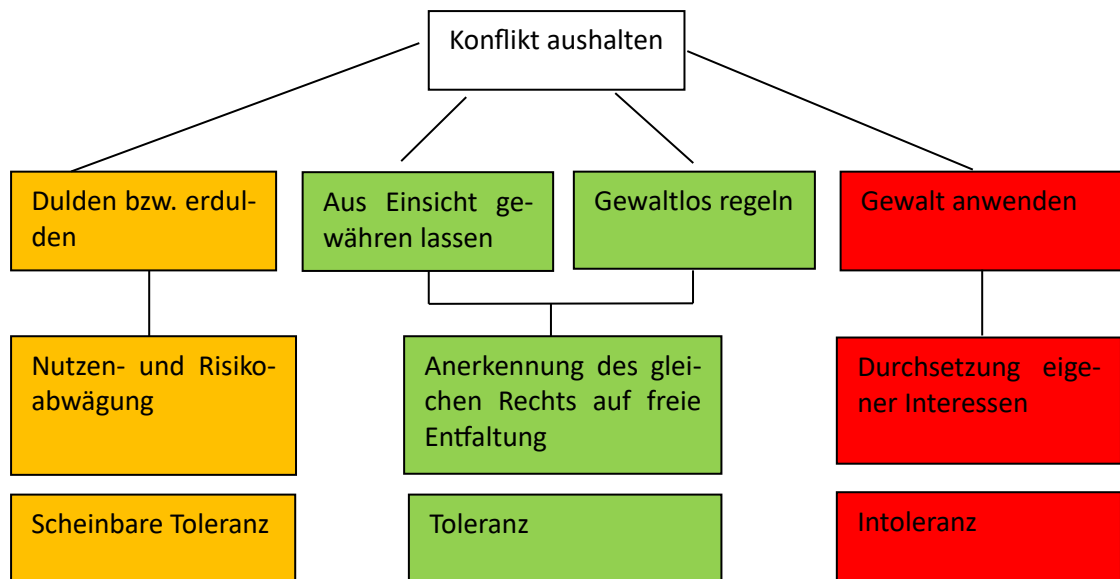 Konflikt aushalten
Dulden bzw. erdul-
den
Aus Einsicht ge-
währen lassen
Gewaltlos regeln
Gewalt anwenden
Nutzen- und Risiko-
abwägung
Anerkennung des glei-
chen Rechts auf freie
Entfaltung
Durchsetzung eige-
ner Interessen
Scheinbare Toleranz
Toleranz
Intoleranz